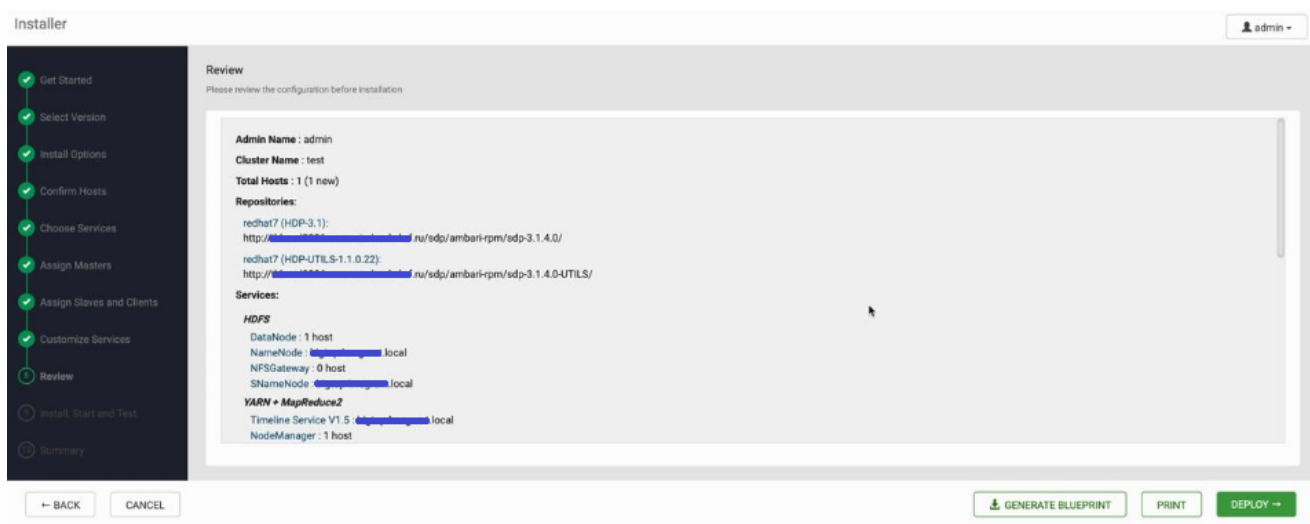 Installer
admin
Get Started
Select Version
Install Options
Confirm Hosts
Choose Services
Assign Masters
Assign Slaves and Clients
Customize Services
8 Review
9 Install, Start and Test
10 Summary
Review
Please review the configuration before installation
Admin Name : admin
Cluster Name : test
Total Hosts : 1 (1 new)
Repositories:
redhat7 (HDP-3.1):
http:// .ru/sdp/ambari-rpm/sdp-3.1.4.0/
redhat7 (HDP-UTILS-1.1.0.22):
http:// .ru/sdp/ambari-rpm/sdp-3.1.4.0-UTILS/
Services:
HDFS
DataNode : 1 host
NameNode : .local
NFSGateway : 0 host
SNameNode : .local
YARN + MapReduce2
Timeline Service V1.5 : .local
NodeManager : 1 host
← BACK
CANCEL
GENERATE BLUEPRINT
PRINT
DEPLOY →